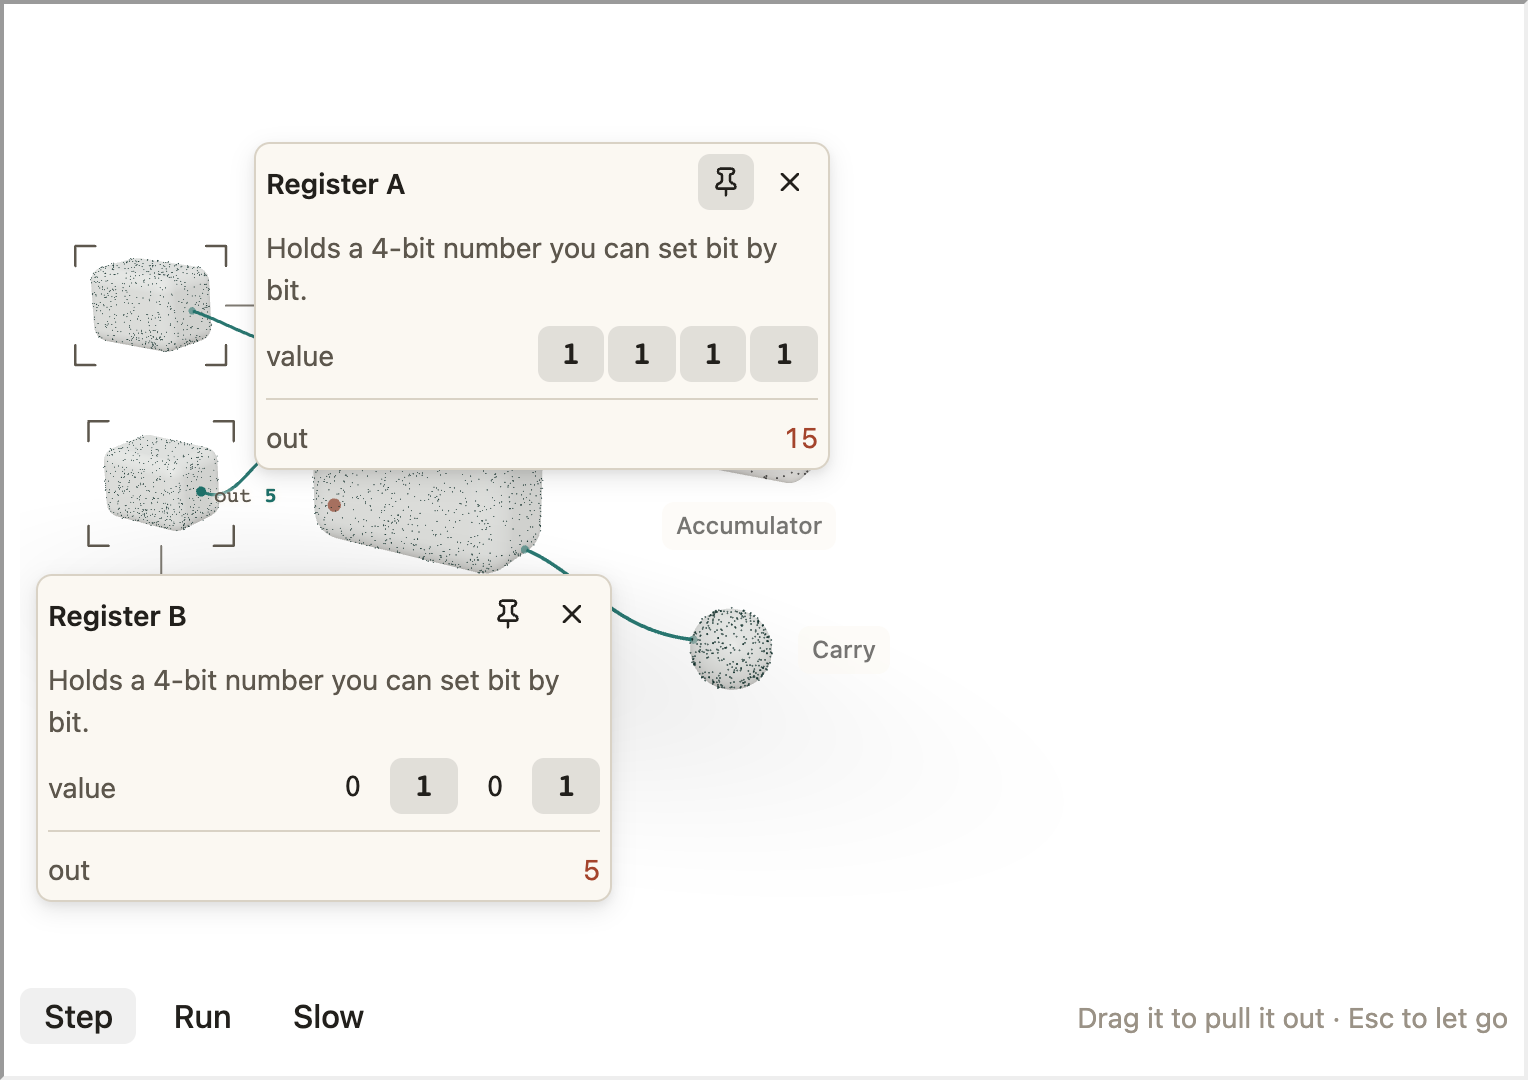 Register A
Holds a 4-bit number you can set bit by
bit.
value 1 1 1 1
out 15
out 5
Accumulator
Register B
Carry
Holds a 4-bit number you can set bit by
bit.
value 0 1 0 1
out 5
Step Run Slow Drag it to pull it out · Esc to let go